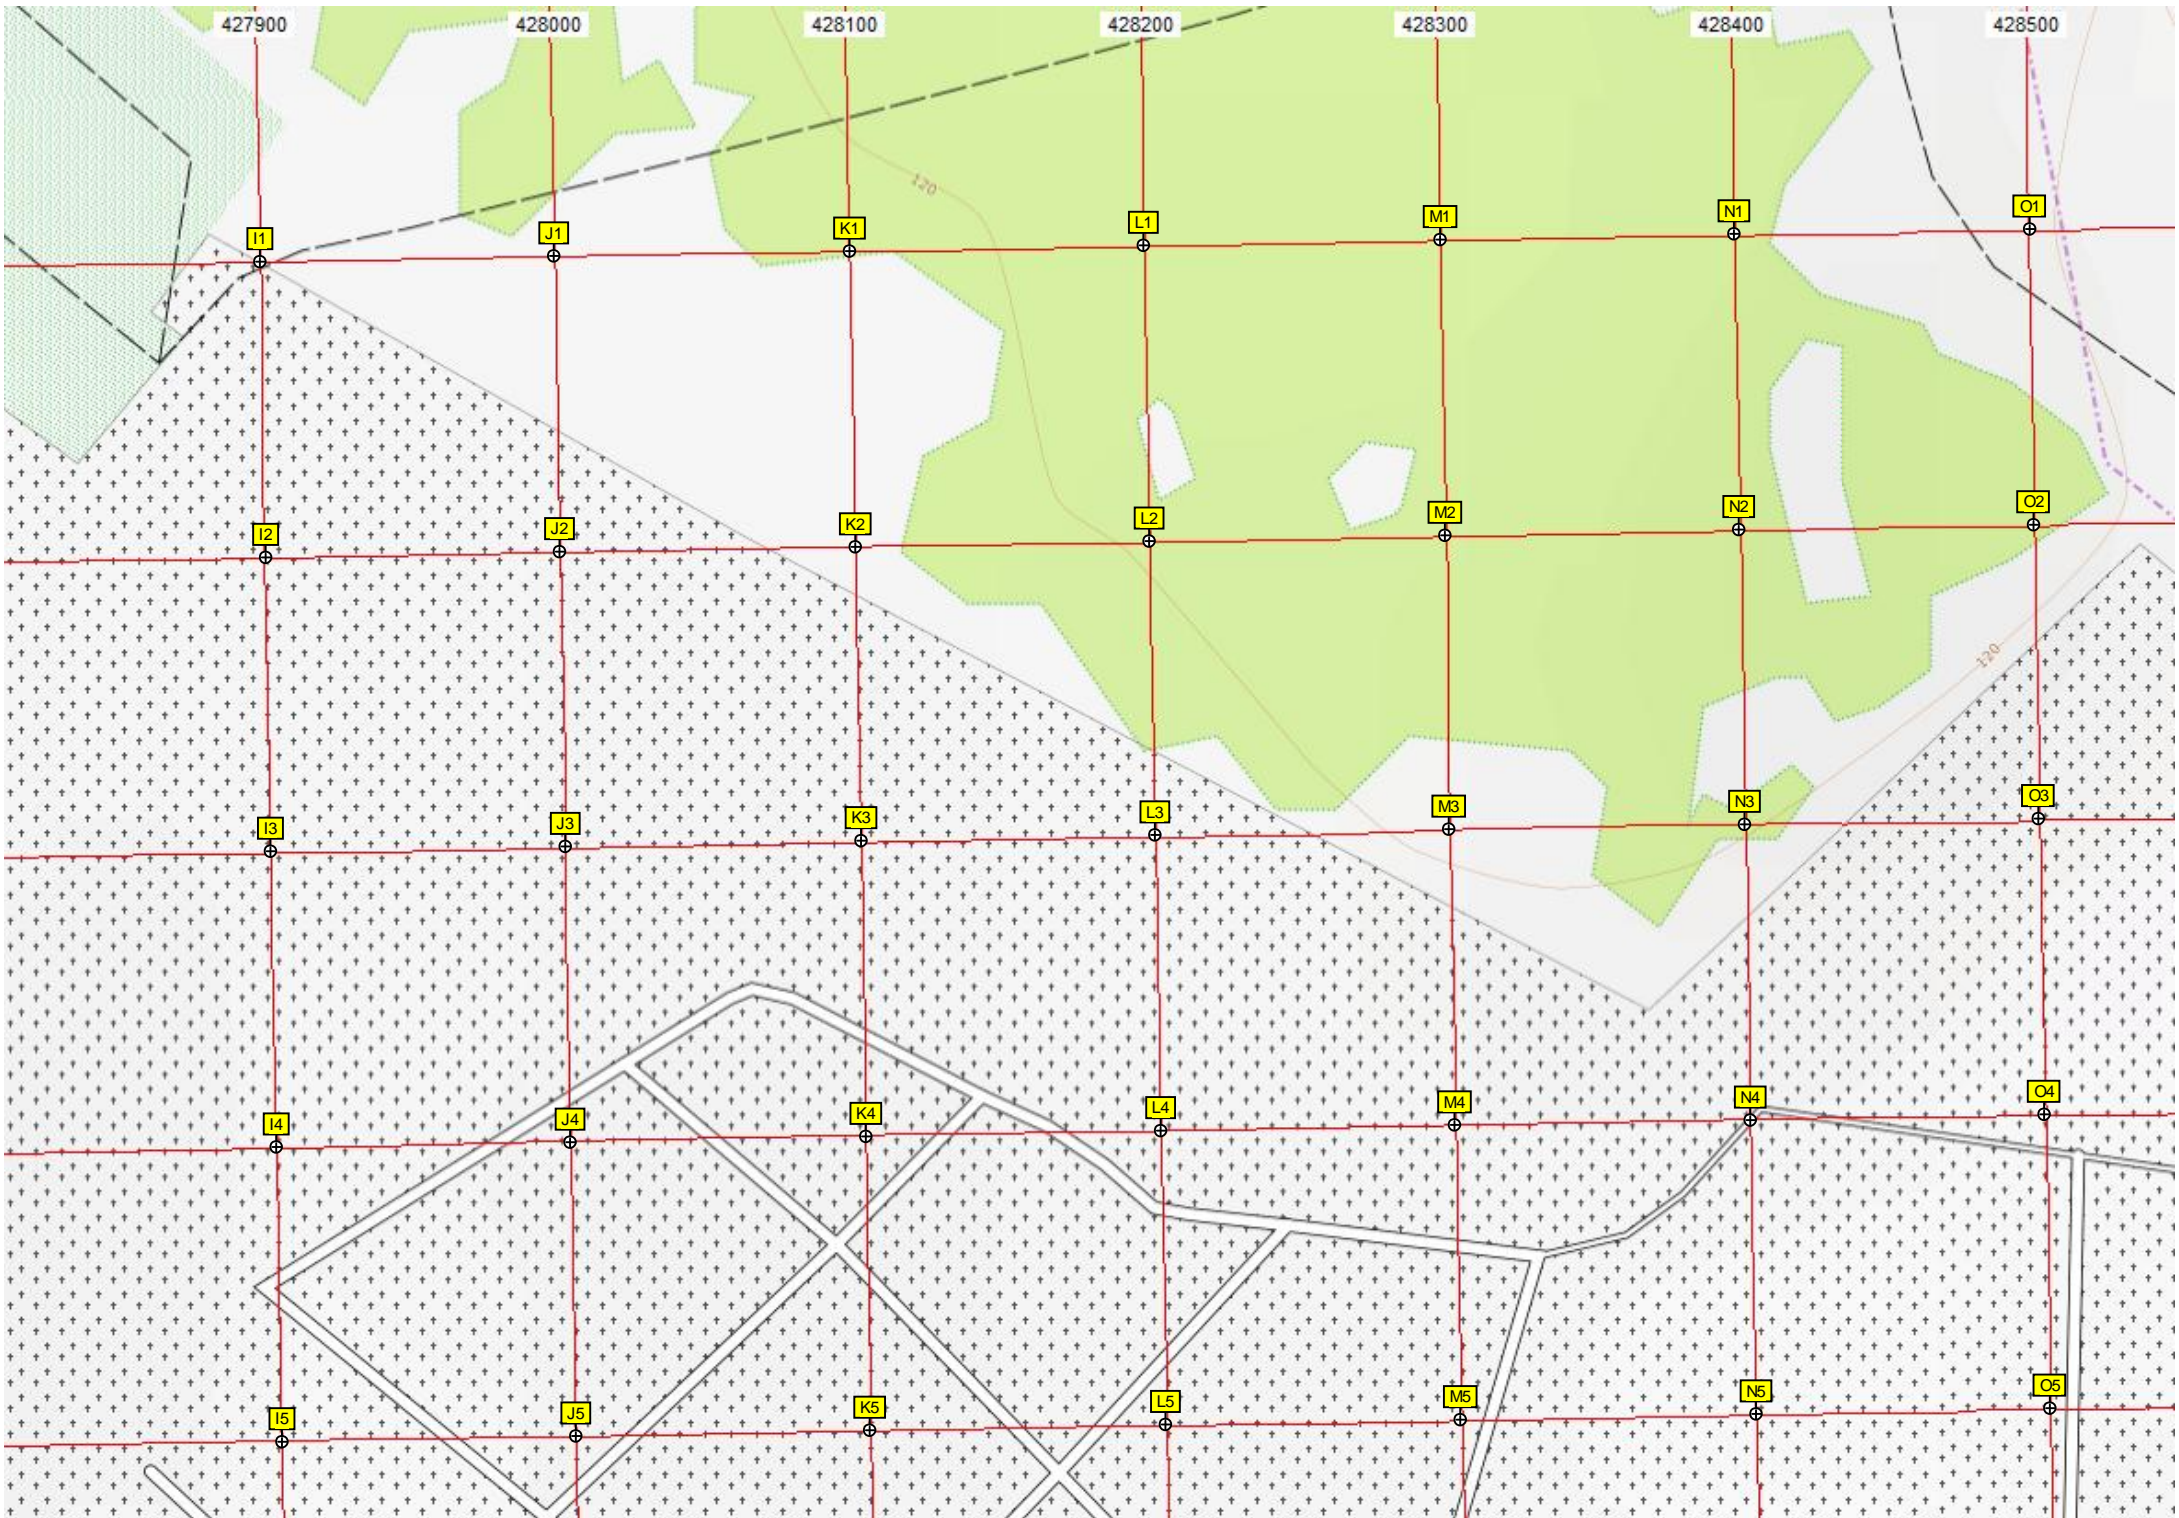 427900 428000 428100 428200 428300 428400 428500
120
I1 J1 K1 L1 M1 N1 O1
I2 J2 K2 L2 M2 N2 O2
120
I3 J3 K3 L3 M3 N3 O3
I4 J4 K4 L4 M4 N4 O4
I5 J5 K5 L5 M5 N5 O5